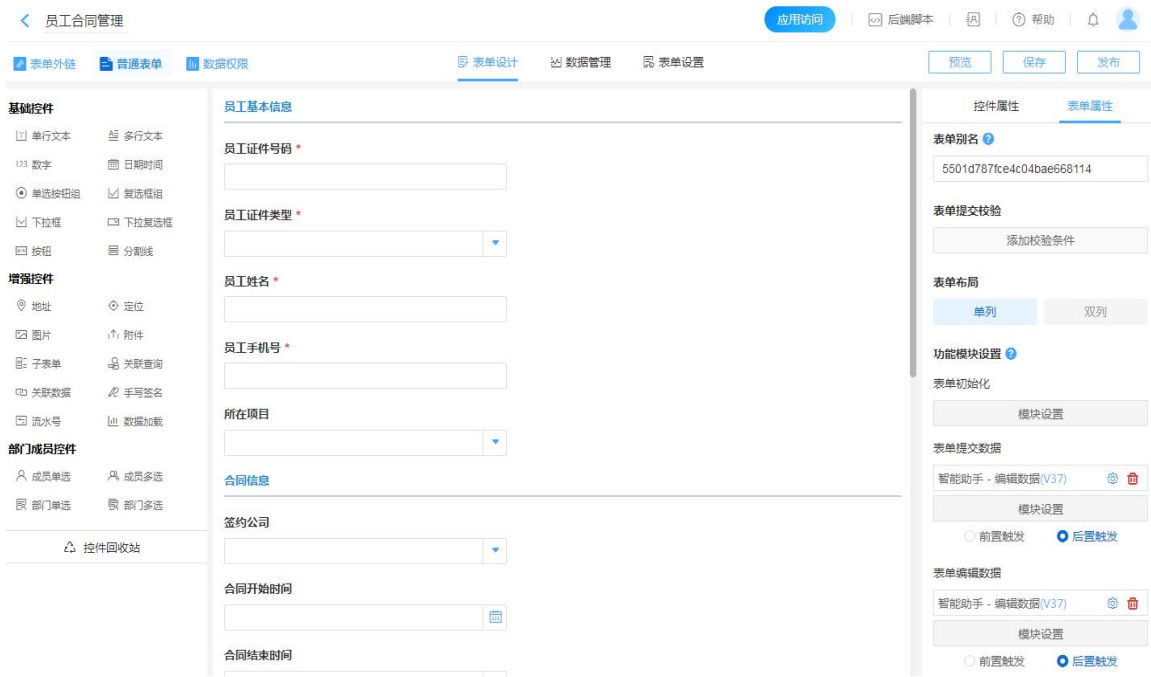 员工合同管理
应用访问
后端脚本
帮助
表单外链
普通表单
数据权限
表单设计
数据管理
表单设置
预览
保存
发布
基础控件
单行文本
多行文本
123 数字
日期时间
单选按钮组
复选框组
下拉框
下拉复选框
按钮
分割线
增强控件
地址
定位
图片
附件
子表单
关联查询
关联数据
手写签名
流水号
数据加载
部门成员控件
成员单选
成员多选
部门单选
部门多选
控件回收站
员工基本信息
员工证件号码 *
员工证件类型 *
员工姓名 *
员工手机号 *
所在项目
合同信息
签约公司
合同开始时间
合同结束时间
控件属性
表单属性
表单别名 ?
5501d787fce4c04bae668114
表单提交校验
添加校验条件
表单布局
单列
双列
功能模块设置 ?
表单初始化
模块设置
表单提交数据
智能助手 - 编辑数据(V37)
模块设置
前置触发
后置触发
表单编辑数据
智能助手 - 编辑数据(V37)
模块设置
前置触发
后置触发